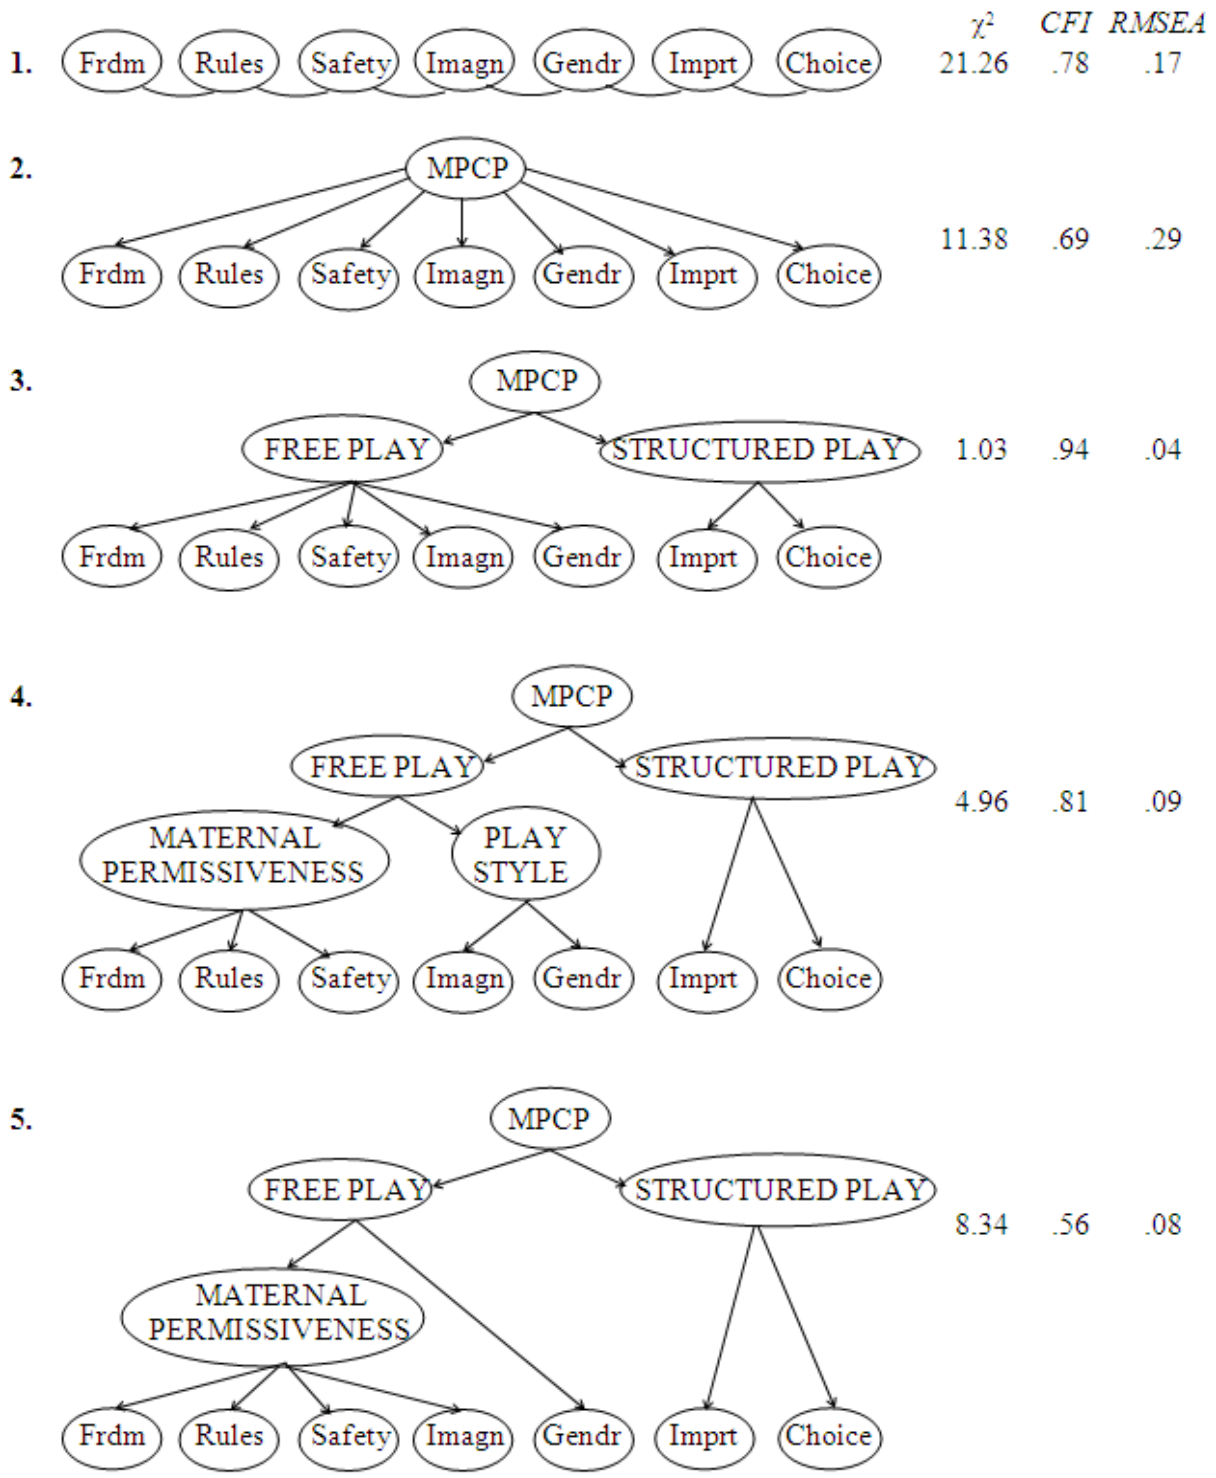 χ² CFI RMSEA
1. Frdm Rules Safety Imagn Gendr Imprt Choice 21.26 .78 .17
2. MPCP
11.38 .69 .29
Frdm Rules Safety Imagn Gendr Imprt Choice
3. MPCP
FREE PLAY STRUCTURED PLAY 1.03 .94 .04
Frdm Rules Safety Imagn Gendr Imprt Choice
4. MPCP
FREE PLAY STRUCTURED PLAY
4.96 .81 .09
MATERNAL PLAY
PERMISSIVENESS STYLE
Frdm Rules Safety Imagn Gendr Imprt Choice
5. MPCP
FREE PLAY STRUCTURED PLAY
8.34 .56 .08
MATERNAL
PERMISSIVENESS
Frdm Rules Safety Imagn Gendr Imprt Choice